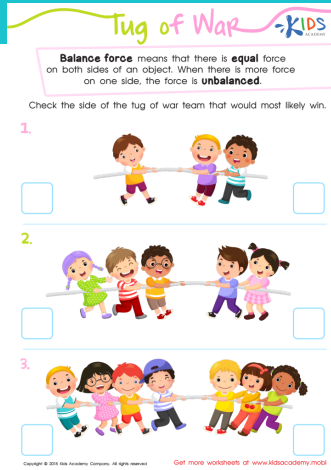 Tug of War
KIDS
ACADEMY
Balance force means that there is equal force
on both sides of an object. When there is more force
on one side, the force is unbalanced.
Check the side of the tug of war team that would most likely win.
1.
2.
3.
Copyright © 2018 Kids Academy Company. All rights reserved
Get more worksheets at www.kidsacademy.mobi